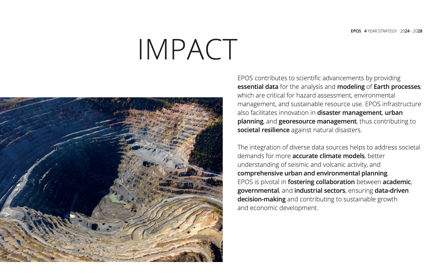 EPOS 4 YEAR STRATEGY 2024 - 2028
IMPACT
EPOS contributes to scientific advancements by providing
essential data for the analysis and modeling of Earth processes,
which are critical for hazard assessment, environmental
management, and sustainable resource use. EPOS infrastructure
also facilitates innovation in disaster management, urban
planning, and georesource management, thus contributing to
societal resilience against natural disasters.
The integration of diverse data sources helps to address societal
demands for more accurate climate models, better
understanding of seismic and volcanic activity, and
comprehensive urban and environmental planning.
EPOS is pivotal in fostering collaboration between academic,
governmental, and industrial sectors, ensuring data-driven
decision-making and contributing to sustainable growth
and economic development.